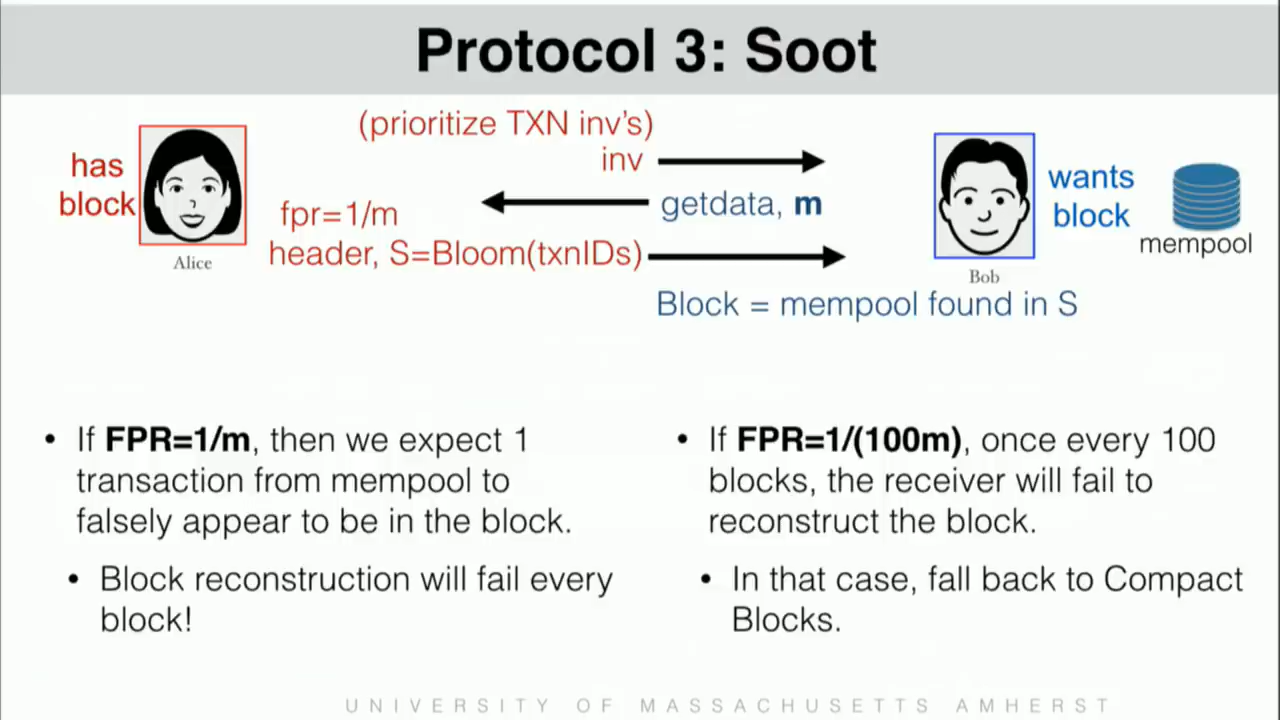 Protocol 3: Soot
(prioritize TXN inv's)
inv
has
block
Alice
fpr=1/m
header, S=Bloom(txnIDs)
getdata, m
Block = mempool found in S
Bob
wants
block
mempool
• If FPR=1/m, then we expect 1
transaction from mempool to
falsely appear to be in the block.
• Block reconstruction will fail every
block!
• If FPR=1/(100m), once every 100
blocks, the receiver will fail to
reconstruct the block.
• In that case, fall back to Compact
Blocks.
UNIVERSITY OF MASSACHUSETTS AMHERST